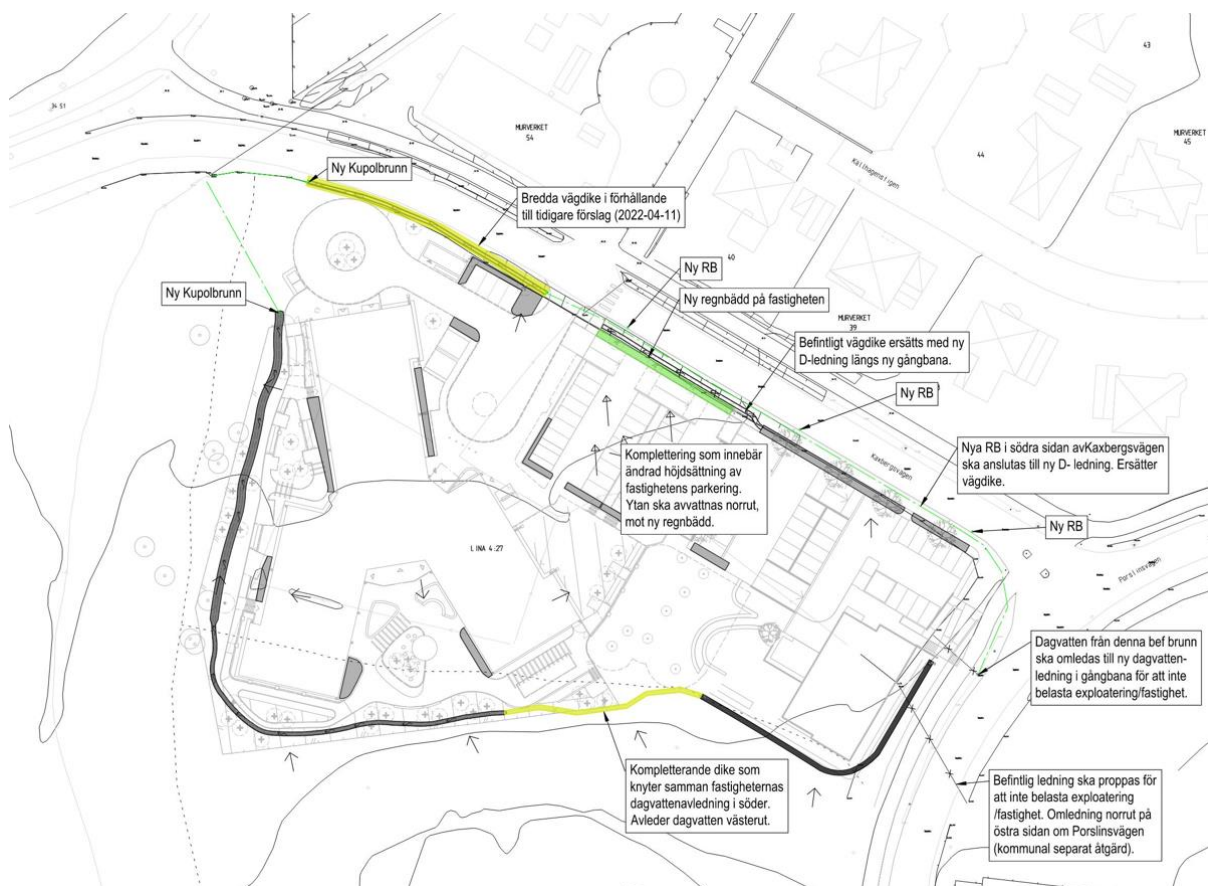 43
34 51
MURVERKET
54
MURVERKET
45
44
Källhagenstigen
Ny Kupolbrunn
Bredda vägdike i förhållande
till tidigare förslag (2022-04-11)
40
Ny RB
Ny regnbädd på fastigheten
Ny Kupolbrunn
MURVERKET
39
Befintligt vägdike ersätts med ny
D-ledning längs ny gångbana.
Ny RB
Kaxbergsvägen
Komplettering som innebär
ändrad höjdsättning av
fastighetens parkering.
Ytan ska avvattnas norrut,
mot ny regnbädd.
Nya RB i södra sidan avKaxbergsvägen
ska anslutas till ny D- ledning. Ersätter
vägdike.
Ny RB
LINA 4:27
Porslinsvägen
Dagvatten från denna bef brunn
ska omledas till ny dagvatten-
ledning i gångbana för att inte
belasta exploatering/fastighet.
Kompletterande dike som
knyter samman fastigheternas
dagvattenavledning i söder.
Avleder dagvatten västerut.
Befintlig ledning ska proppas för
att inte belasta exploatering
/fastighet. Omledning norrut på
östra sidan om Porslinsvägen
(kommunal separat åtgärd).